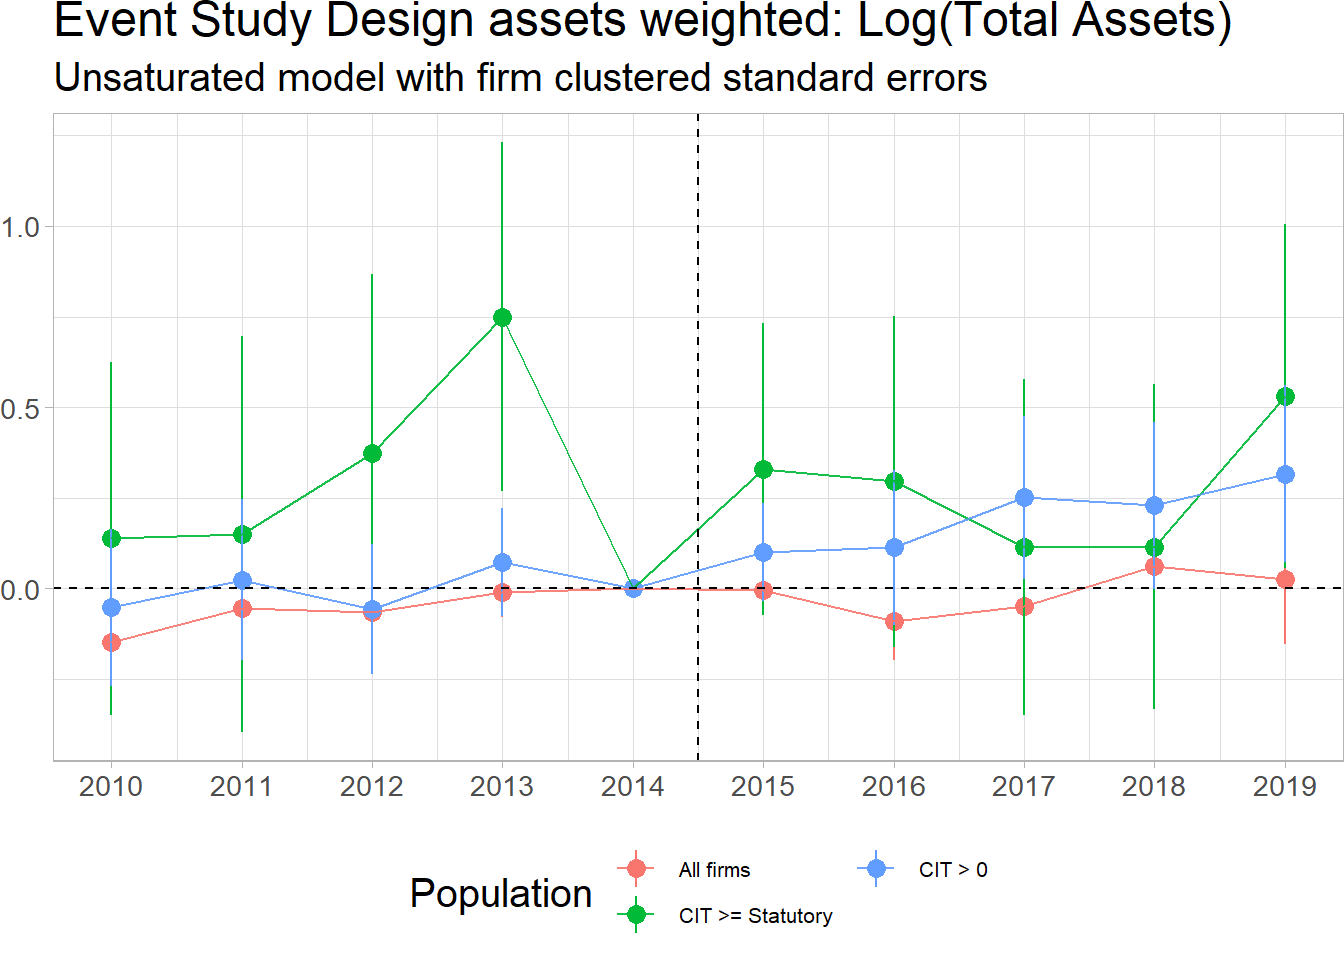 Event Study Design assets weighted: Log(Total Assets)
Unsaturated model with firm clustered standard errors
1.0
0.5
0.0
2010 2011 2012 2013 2014 2015 2016 2017 2018 2019
Population
All firms
CIT >= Statutory
CIT > 0